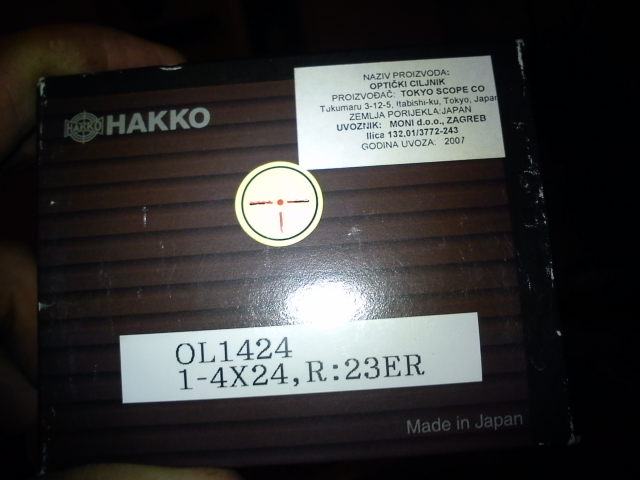 HAKKO
HAKKO
NAZIV PROIZVODA:
OPTIČKI CILJNIK
PROIZVOĐAČ: TOKYO SCOPE CO
Tukumaru 3-12-5, Itabishi-ku, Tokyo, Japan
ZEMLJA PORIJEKLA:JAPAN
UVOZNIK: MONI d.o.o., ZAGREB
Ilica 132,01/3772-243
GODINA UVOZA: 2007
OL1424
1-4X24,R:23ER
Made in Japan